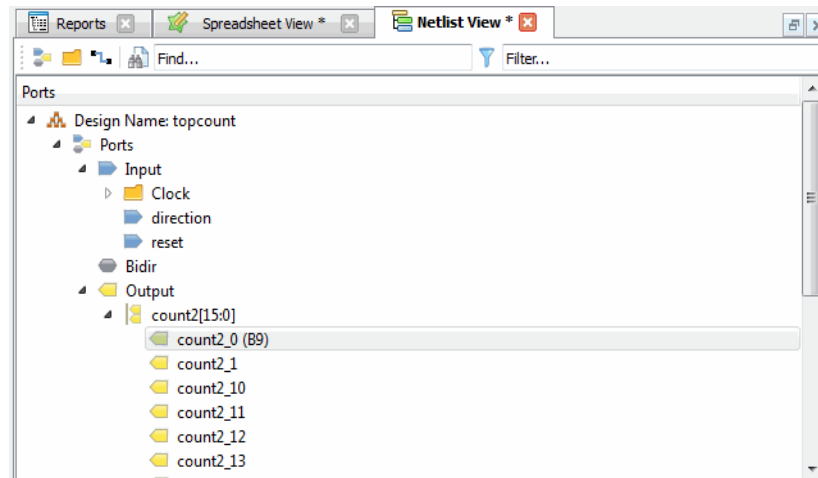 Reports Spreadsheet View * Netlist View *
Find... Filter...
Ports
Design Name: topcount
Ports
Input
Clock
direction
reset
Bidir
Output
count2[15:0]
count2_0 (B9)
count2_1
count2_10
count2_11
count2_12
count2_13